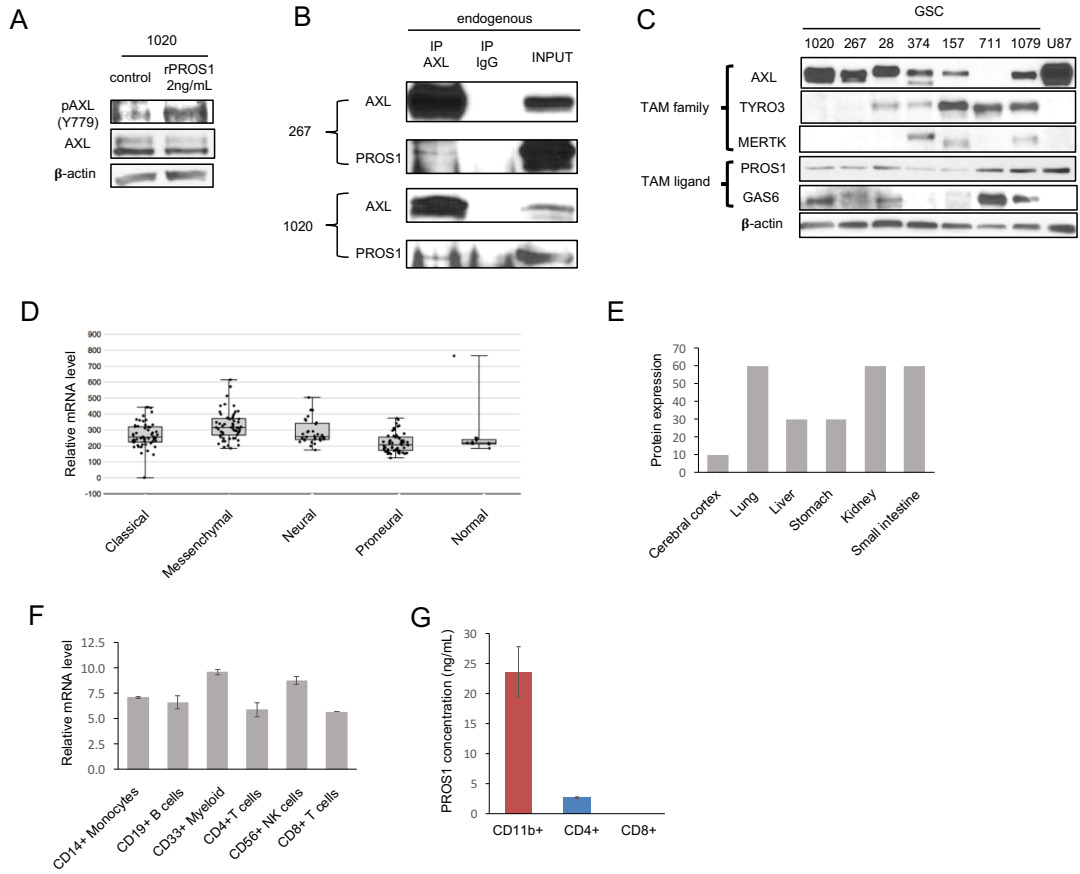 A
1020
control
rPROS1
2ng/mL
pAXL
(Y779)
AXL
β-actin
B
endogenous
IP
AXL
IP
IgG
INPUT
267
AXL
PROS1
1020
AXL
PROS1
C
GSC
1020 267 28 374 157 711 1079 U87
TAM family
AXL
TYRO3
MERTK
TAM ligand
PROS1
GAS6
β-actin
D
Relative mRNA level
900
800
700
600
500
400
300
200
100
0
-100
Classical
Messenchymal
Neural
Proneural
Normal
E
Protein expression
70
60
50
40
30
20
10
0
Cerebral cortex
Lung
Liver
Stomach
Kidney
Small intestine
F
Relative mRNA level
12.5
10.0
7.5
5.0
2.5
0.0
CD14+ Monocytes
CD19+ B cells
CD33+ Myeloid
CD4+T cells
CD56+ NK cells
CD8+ T cells
G
PROS1 concentration (ng/mL)
30
25
20
15
10
5
0
CD11b+ CD4+ CD8+